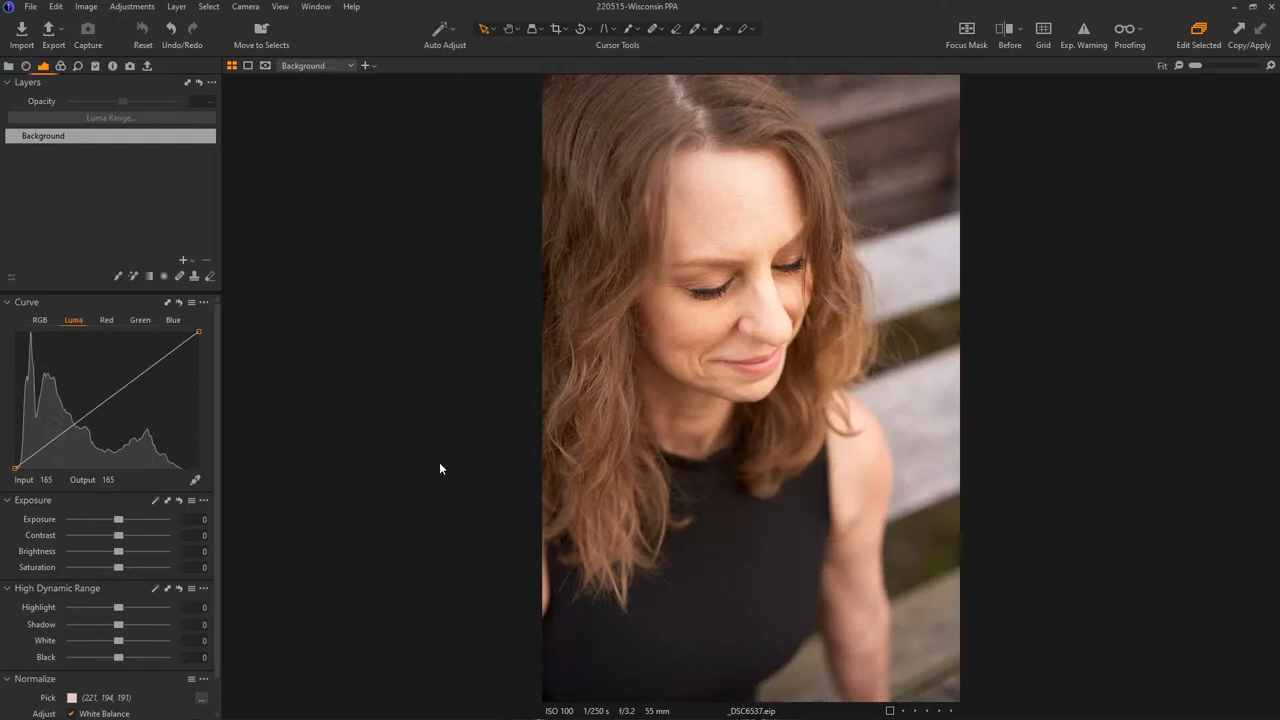 File Edit Image Adjustments Layer Select Camera View Window Help
220515-Wisconsin PPA
Import Export Capture Reset Undo/Redo Move to Selects Auto Adjust Cursor Tools Focus Mask Before Grid Exp. Warning Proofing Edit Selected Copy/Apply
Background
Fit
Layers
Opacity
Luma Range...
Background
Curve
RGB Luma Red Green Blue
Input 165 Output 165
Exposure
Exposure 0
Contrast 0
Brightness 0
Saturation 0
High Dynamic Range
Highlight 0
Shadow 0
White 0
Black 0
Normalize
Pick (221, 194, 191)
Adjust White Balance
ISO 100 1/250 s f/3.2 55 mm _DSC6537.eip